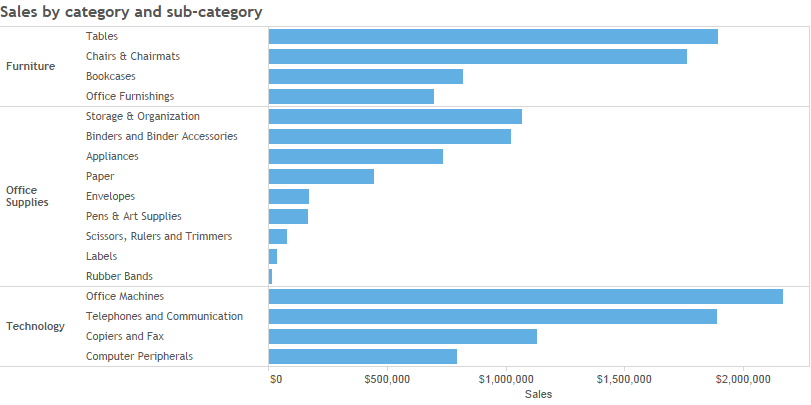 Sales by category and sub-category
Furniture
Tables
Chairs & Chairmats
Bookcases
Office Furnishings
Office
Supplies
Storage & Organization
Binders and Binder Accessories
Appliances
Paper
Envelopes
Pens & Art Supplies
Scissors, Rulers and Trimmers
Labels
Rubber Bands
Technology
Office Machines
Telephones and Communication
Copiers and Fax
Computer Peripherals
$0 $500,000 $1,000,000 $1,500,000 $2,000,000
Sales